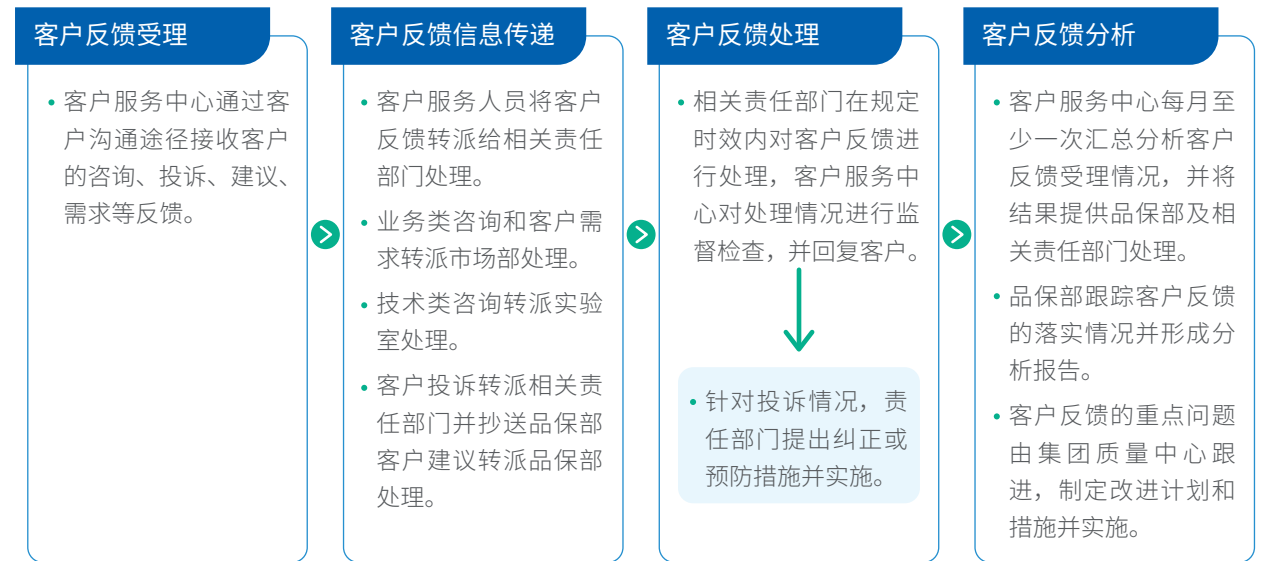 客户反馈受理
• 客户服务中心通过客
户沟通途径接收客户
的咨询、投诉、建议、
需求等反馈。
客户反馈信息传递
• 客户服务人员将客户
反馈转派给相关责任
部门处理。
• 业务类咨询和客户需
求转派市场部处理。
• 技术类咨询转派实验
室处理。
• 客户投诉转派相关责
任部门并抄送品保部
客户建议转派品保部
处理。
客户反馈处理
• 相关责任部门在规定
时效内对客户反馈进
行处理，客户服务中
心对处理情况进行监
督检查，并回复客户。
• 针对投诉情况，责
任部门提出纠正或
预防措施并实施。
客户反馈分析
• 客户服务中心每月至
少一次汇总分析客户
反馈受理情况，并将
结果提供品保部及相
关责任部门处理。
• 品保部跟踪客户反馈
的落实情况并形成分
析报告。
• 客户反馈的重点问题
由集团质量中心跟
进，制定改进计划和
措施并实施。